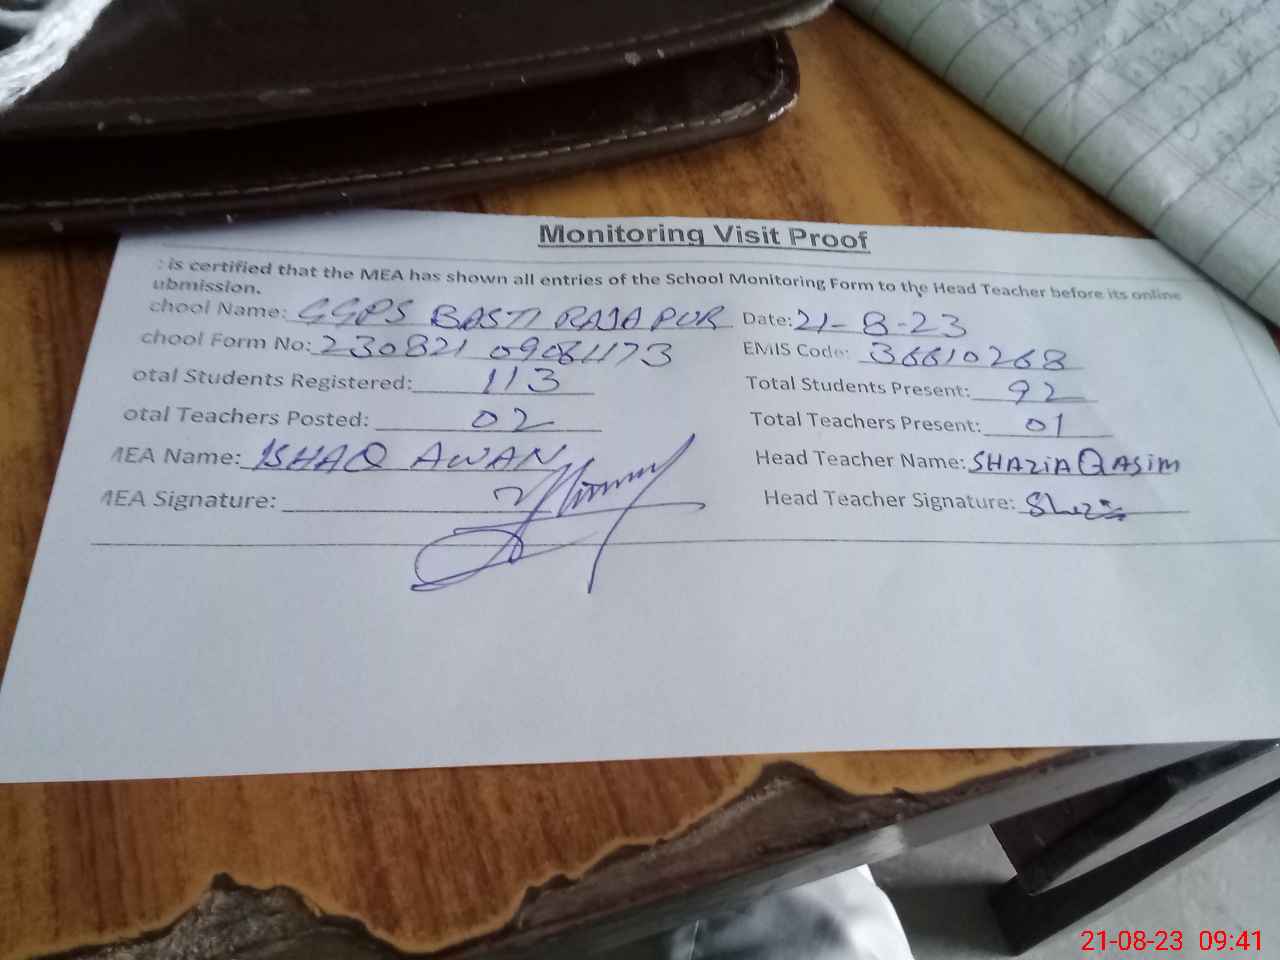 Monitoring Visit Proof
: is certified that the MEA has shown all entries of the School Monitoring Form to the Head Teacher before its online
ubmission.
chool Name: GGPS BASTI RAJA PUR Date: 21-8-23
chool Form No: 230821 09084173 EMIS Code: 36610268
otal Students Registered: 113 Total Students Present: 92
otal Teachers Posted: 02 Total Teachers Present: 01
MEA Name: ISHAQ AWAN Head Teacher Name: SHAZIA QASIM
MEA Signature: Head Teacher Signature:
21-08-23 09:41